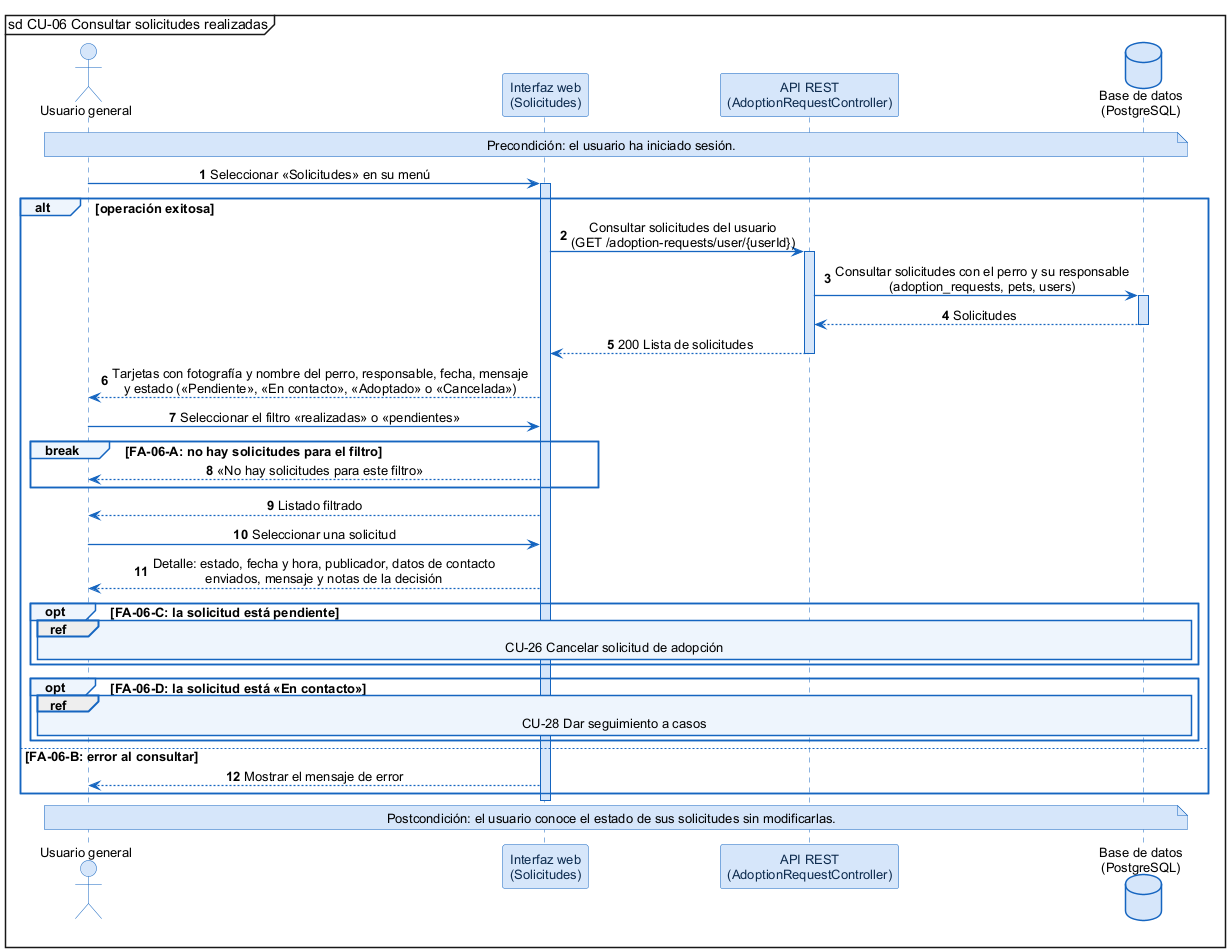 sd CU-06 Consultar solicitudes realizadas
Usuario general
Interfaz web
(Solicitudes)
API REST
(AdoptionRequestController)
Base de datos
(PostgreSQL)
Precondición: el usuario ha iniciado sesión.
1 Seleccionar «Solicitudes» en su menú
alt
[operación exitosa]
2 Consultar solicitudes del usuario
(GET /adoption-requests/user/{userId})
3 Consultar solicitudes con el perro y su responsable
(adoption_requests, pets, users)
4 Solicitudes
5 200 Lista de solicitudes
6 Tarjetas con fotografía y nombre del perro, responsable, fecha, mensaje
y estado («Pendiente», «En contacto», «Adoptado» o «Cancelada»)
7 Seleccionar el filtro «realizadas» o «pendientes»
break
[FA-06-A: no hay solicitudes para el filtro]
8 «No hay solicitudes para este filtro»
9 Listado filtrado
10 Seleccionar una solicitud
11 Detalle: estado, fecha y hora, publicador, datos de contacto
enviados, mensaje y notas de la decisión
opt
[FA-06-C: la solicitud está pendiente]
ref
CU-26 Cancelar solicitud de adopción
opt
[FA-06-D: la solicitud está «En contacto»]
ref
CU-28 Dar seguimiento a casos
[FA-06-B: error al consultar]
12 Mostrar el mensaje de error
Postcondición: el usuario conoce el estado de sus solicitudes sin modificarlas.
Usuario general
Interfaz web
(Solicitudes)
API REST
(AdoptionRequestController)
Base de datos
(PostgreSQL)